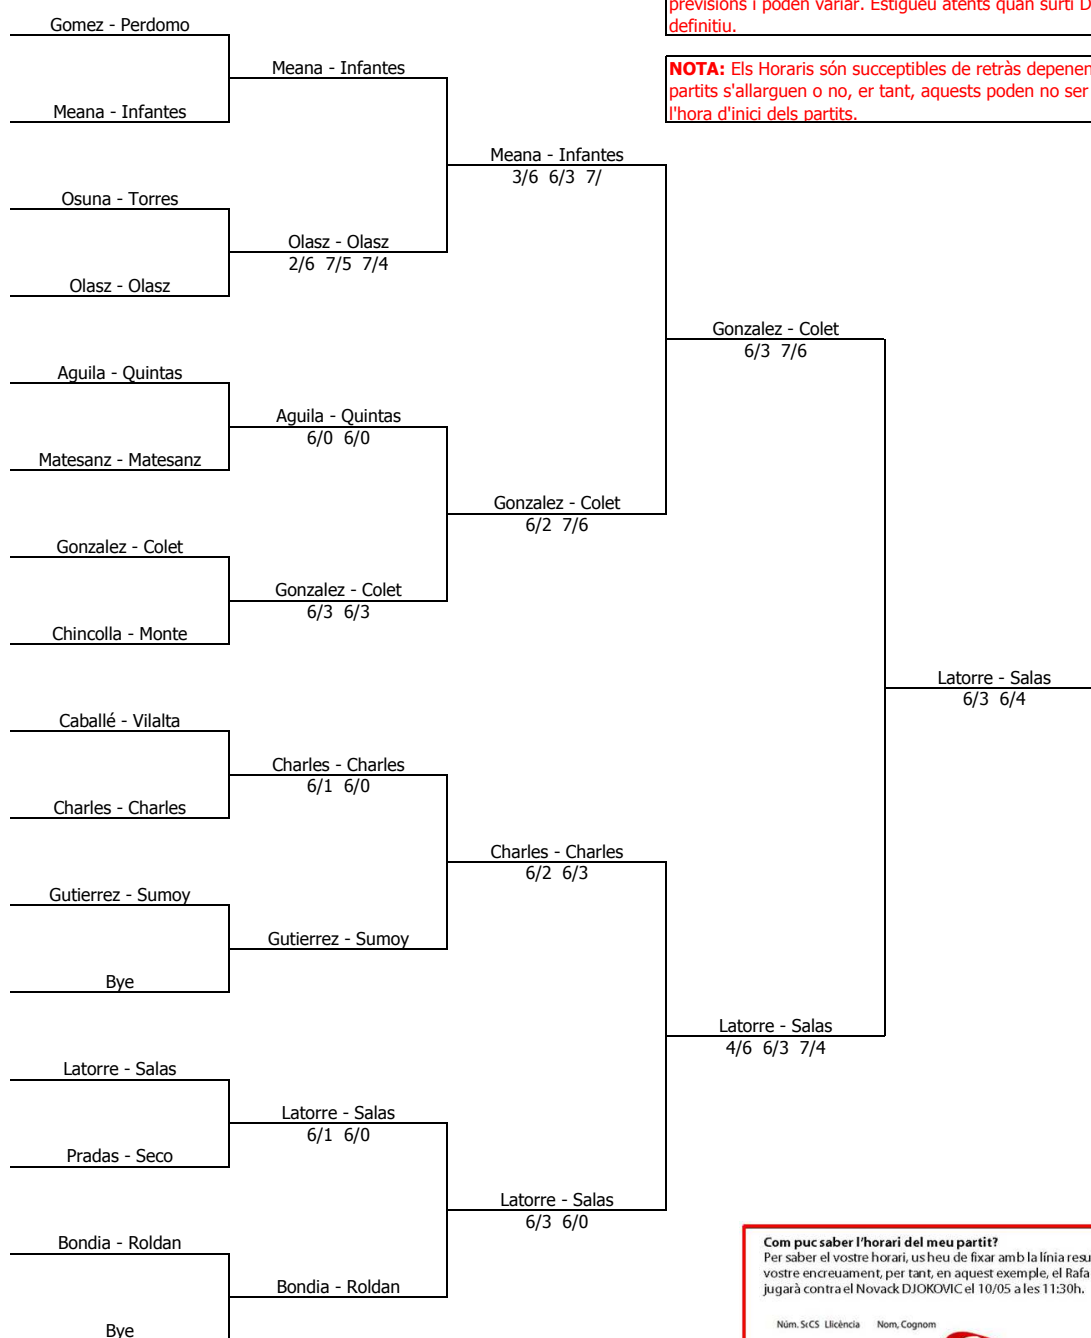 previsions i poden variar. Estigueu atents quan surti
definitiu.
NOTA: Els Horaris són succeptibles de retràs depenen
partits s'allarguen o no, er tant, aquests poden no ser
l'hora d'inici dels partits.
Gomez - Perdomo
Meana - Infantes
Meana - Infantes
Meana - Infantes
3/6 6/3 7/
Osuna - Torres
Olasz - Olasz
2/6 7/5 7/4
Olasz - Olasz
Gonzalez - Colet
6/3 7/6
Aguila - Quintas
Aguila - Quintas
6/0 6/0
Matesanz - Matesanz
Gonzalez - Colet
6/2 7/6
Gonzalez - Colet
Gonzalez - Colet
6/3 6/3
Chincolla - Monte
Latorre - Salas
6/3 6/4
Caballé - Vilalta
Charles - Charles
6/1 6/0
Charles - Charles
Charles - Charles
6/2 6/3
Gutierrez - Sumoy
Gutierrez - Sumoy
Bye
Latorre - Salas
4/6 6/3 7/4
Latorre - Salas
Latorre - Salas
6/1 6/0
Pradas - Seco
Latorre - Salas
6/3 6/0
Bondia - Roldan
Bondia - Roldan
Bye
Com puc saber l'horari del meu partit?
Per saber el vostre horari, us heu de fixar amb la línia resu
vostre encreuament, per tant, en aquest exemple, el Rafa
jugarà contra el Novack DJOKOVIC el 10/05 a les 11:30h.
Núm. St CS Llicència Nom, Cognom